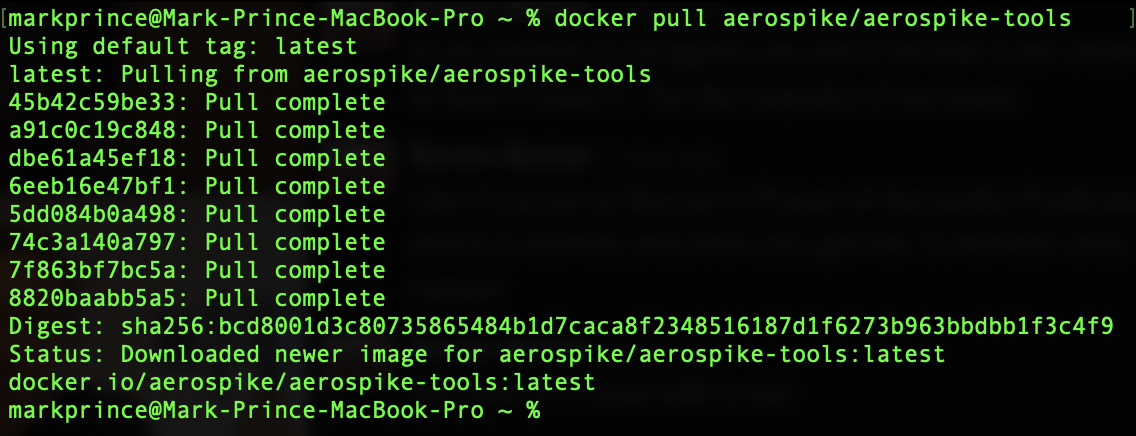 markprince@Mark-Prince-MacBook-Pro ~ % docker pull aerospike/aerospike-tools
Using default tag: latest
latest: Pulling from aerospike/aerospike-tools
45b42c59be33: Pull complete
a91c0c19c848: Pull complete
dbe61a45ef18: Pull complete
6eeb16e47bf1: Pull complete
5dd084b0a498: Pull complete
74c3a140a797: Pull complete
7f863bf7bc5a: Pull complete
8820baabb5a5: Pull complete
Digest: sha256:bcd8001d3c80735865484b1d7caca8f2348516187d1f6273b963bbdbb1f3c4f9
Status: Downloaded newer image for aerospike/aerospike-tools:latest
docker.io/aerospike/aerospike-tools:latest
markprince@Mark-Prince-MacBook-Pro ~ %